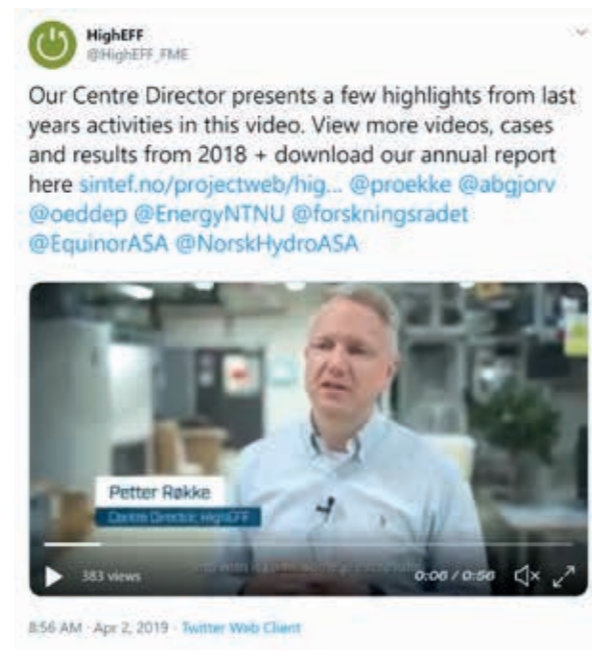 HighEFF
@HighEFF_FME
Our Centre Director presents a few highlights from last
years activities in this video. View more videos, cases
and results from 2018 + download our annual report
here sintef.no/projectweb/hig... @proekke @abgjorv
@oeddep @EnergyNTNU @forskningsradet
@EquinorASA @NorskHydroASA
Petter Røkke
Centre Director, HighEFF
383 views
0:06 / 0:56
8:56 AM · Apr 2, 2019 · Twitter Web Client